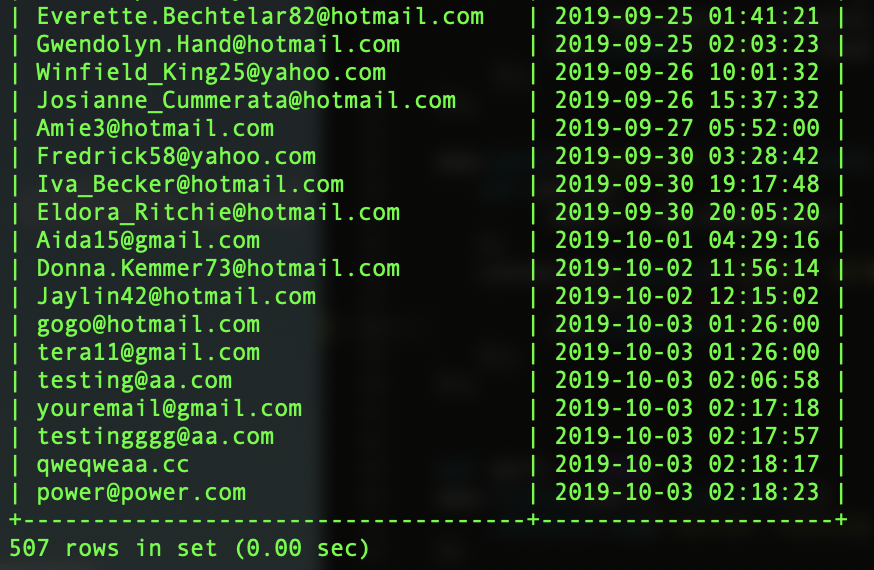 | Everette.Bechtelar82@hotmail.com | 2019-09-25 01:41:21 |
| Gwendolyn.Hand@hotmail.com | 2019-09-25 02:03:23 |
| Winfield_King25@yahoo.com | 2019-09-26 10:01:32 |
| Josianne_Cummerata@hotmail.com | 2019-09-26 15:37:32 |
| Amie3@hotmail.com | 2019-09-27 05:52:00 |
| Fredrick58@yahoo.com | 2019-09-30 03:28:42 |
| Iva_Becker@hotmail.com | 2019-09-30 19:17:48 |
| Eldora_Ritchie@hotmail.com | 2019-09-30 20:05:20 |
| Aida15@gmail.com | 2019-10-01 04:29:16 |
| Donna.Kemmer73@hotmail.com | 2019-10-02 11:56:14 |
| Jaylin42@hotmail.com | 2019-10-02 12:15:02 |
| gogo@hotmail.com | 2019-10-03 01:26:00 |
| tera11@gmail.com | 2019-10-03 01:26:00 |
| testing@aa.com | 2019-10-03 02:06:58 |
| youremail@gmail.com | 2019-10-03 02:17:18 |
| testingggg@aa.com | 2019-10-03 02:17:57 |
| qweqweaa.cc | 2019-10-03 02:18:17 |
| power@power.com | 2019-10-03 02:18:23 |
+------------------------------------+----------------------+
507 rows in set (0.00 sec)